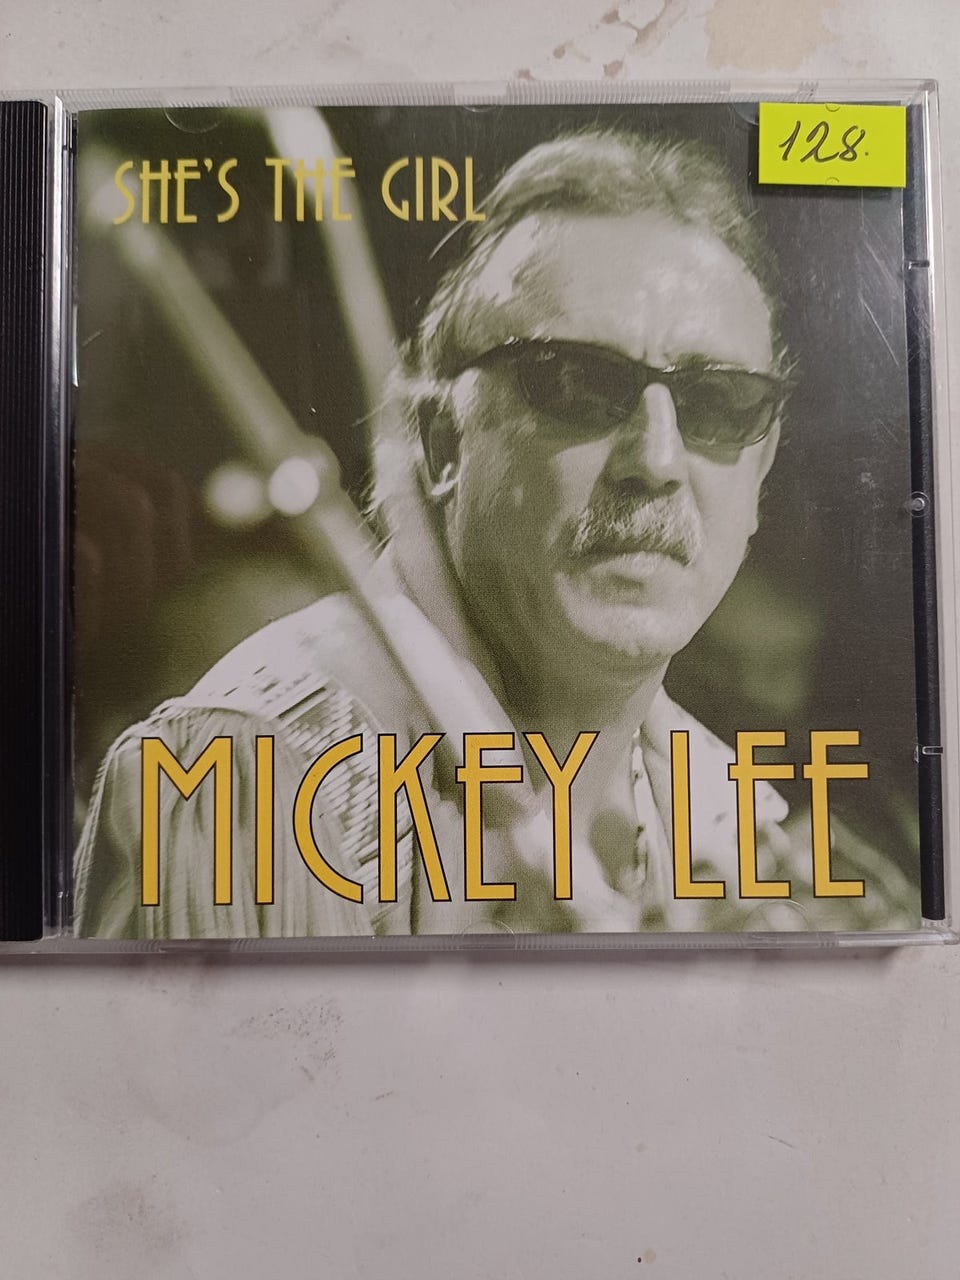 SHE'S THE GIRL
128.
MICKEY LEE